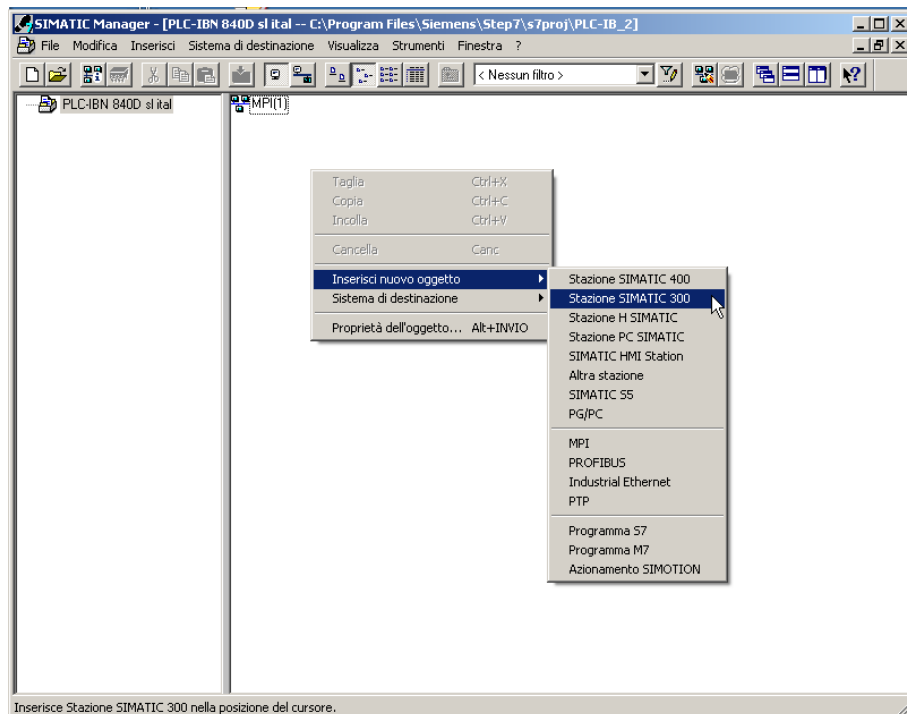 SIMATIC Manager - [PLC-IBN 840D sl ital -- C:\Program Files\Siemens\Step7\s7proj\PLC-IB_2]
File Modifica Inserisci Sistema di destinazione Visualizza Strumenti Finestra ?
< Nessun filtro >
PLC-IBN 840D sl ital
MPI(1)
Taglia Ctrl+X
Copia Ctrl+C
Incolla Ctrl+V
Cancella Canc
Inserisci nuovo oggetto
Sistema di destinazione
Proprietà dell'oggetto... Alt+INVIO
Stazione SIMATIC 400
Stazione SIMATIC 300
Stazione H SIMATIC
Stazione PC SIMATIC
SIMATIC HMI Station
Altra stazione
SIMATIC S5
PG/PC
MPI
PROFIBUS
Industrial Ethernet
PTP
Programma S7
Programma M7
Azionamento SIMOTION
Inserisce Stazione SIMATIC 300 nella posizione del cursore.